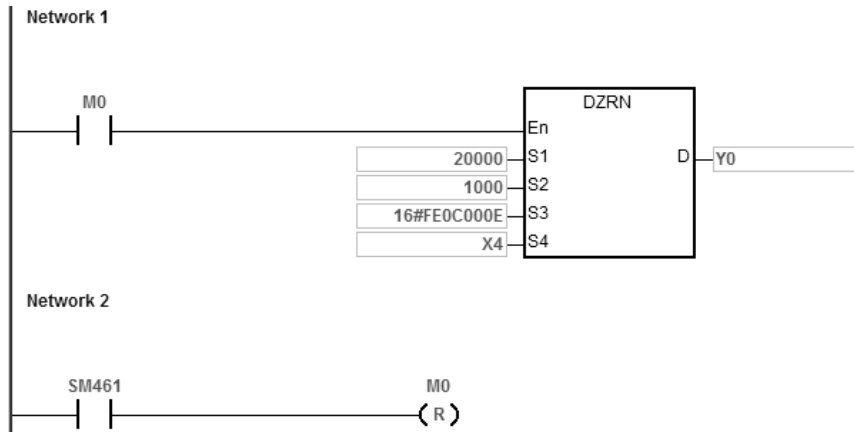 Network 1
M0
DZRN
En
20000 S1 D Y0
1000 S2
16#FE0C000E S3
X4 S4
Network 2
SM461 M0
R